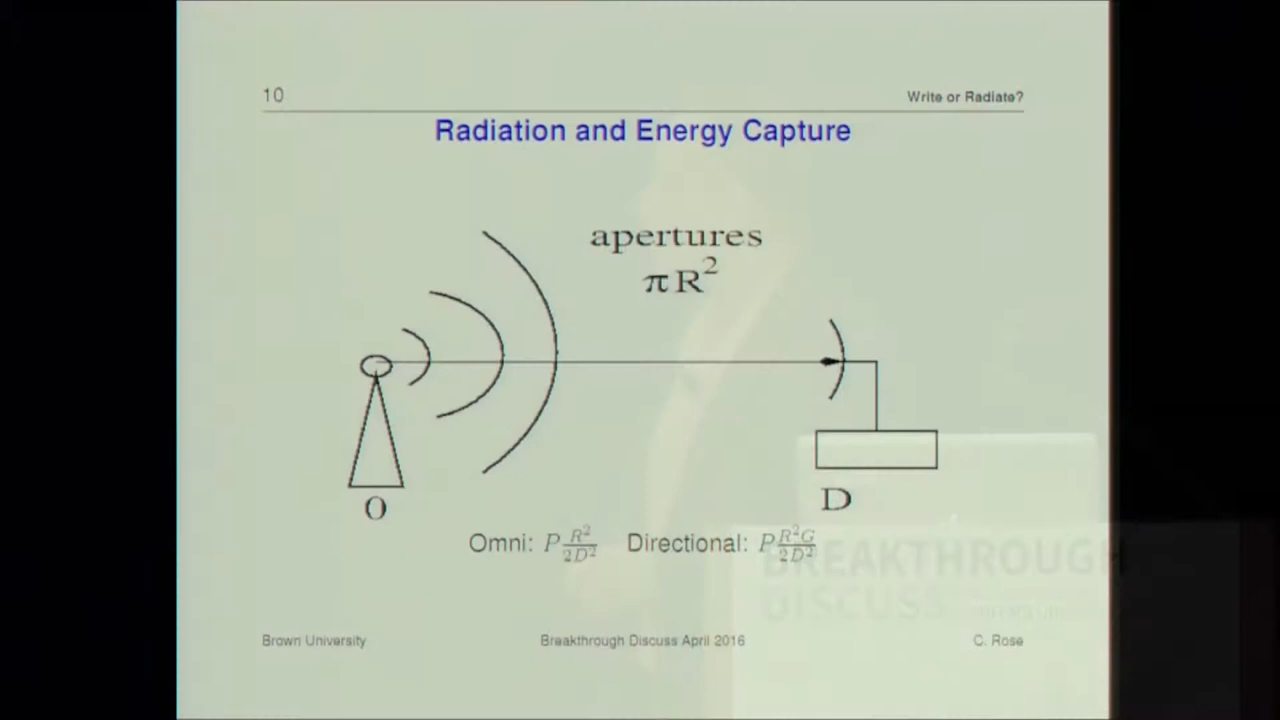 10 Write or Radiate?
Radiation and Energy Capture
apertures
πR²
0
D
Omni: P R²/2D² Directional: P R²G/2D²
BREAKTHROUGH
DISCUSS
Brown University Breakthrough Discuss April 2016 C. Rose